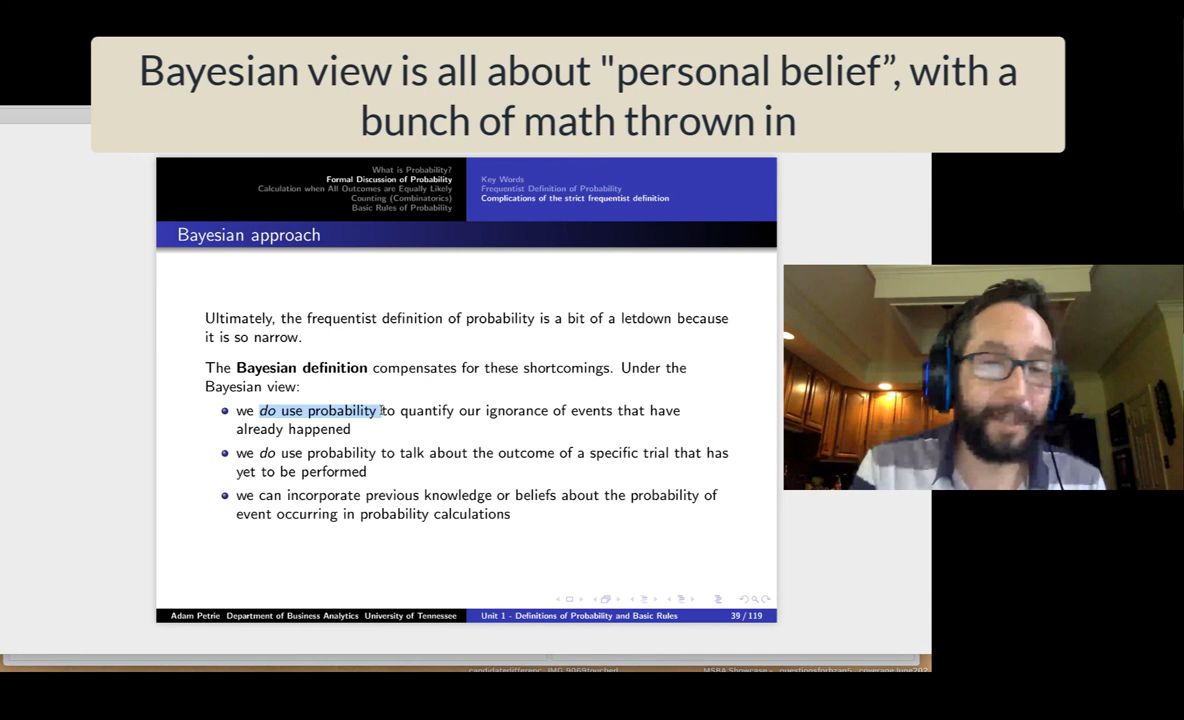 Bayesian view is all about "personal belief”, with a
bunch of math thrown in
What is Probability?
Formal Discussion of Probability
Calculation when All Outcomes are Equally Likely
Counting (Combinatorics)
Basic Rules of Probability
Key Words
Frequentist Definition of Probability
Complications of the strict frequentist definition
Bayesian approach
Ultimately, the frequentist definition of probability is a bit of a letdown because
it is so narrow.
The Bayesian definition compensates for these shortcomings. Under the
Bayesian view:
we do use probability to quantify our ignorance of events that have
already happened
we do use probability to talk about the outcome of a specific trial that has
yet to be performed
we can incorporate previous knowledge or beliefs about the probability of
event occurring in probability calculations
Adam Petrie Department of Business Analytics University of Tennessee
Unit 1 - Definitions of Probability and Basic Rules
39 / 119